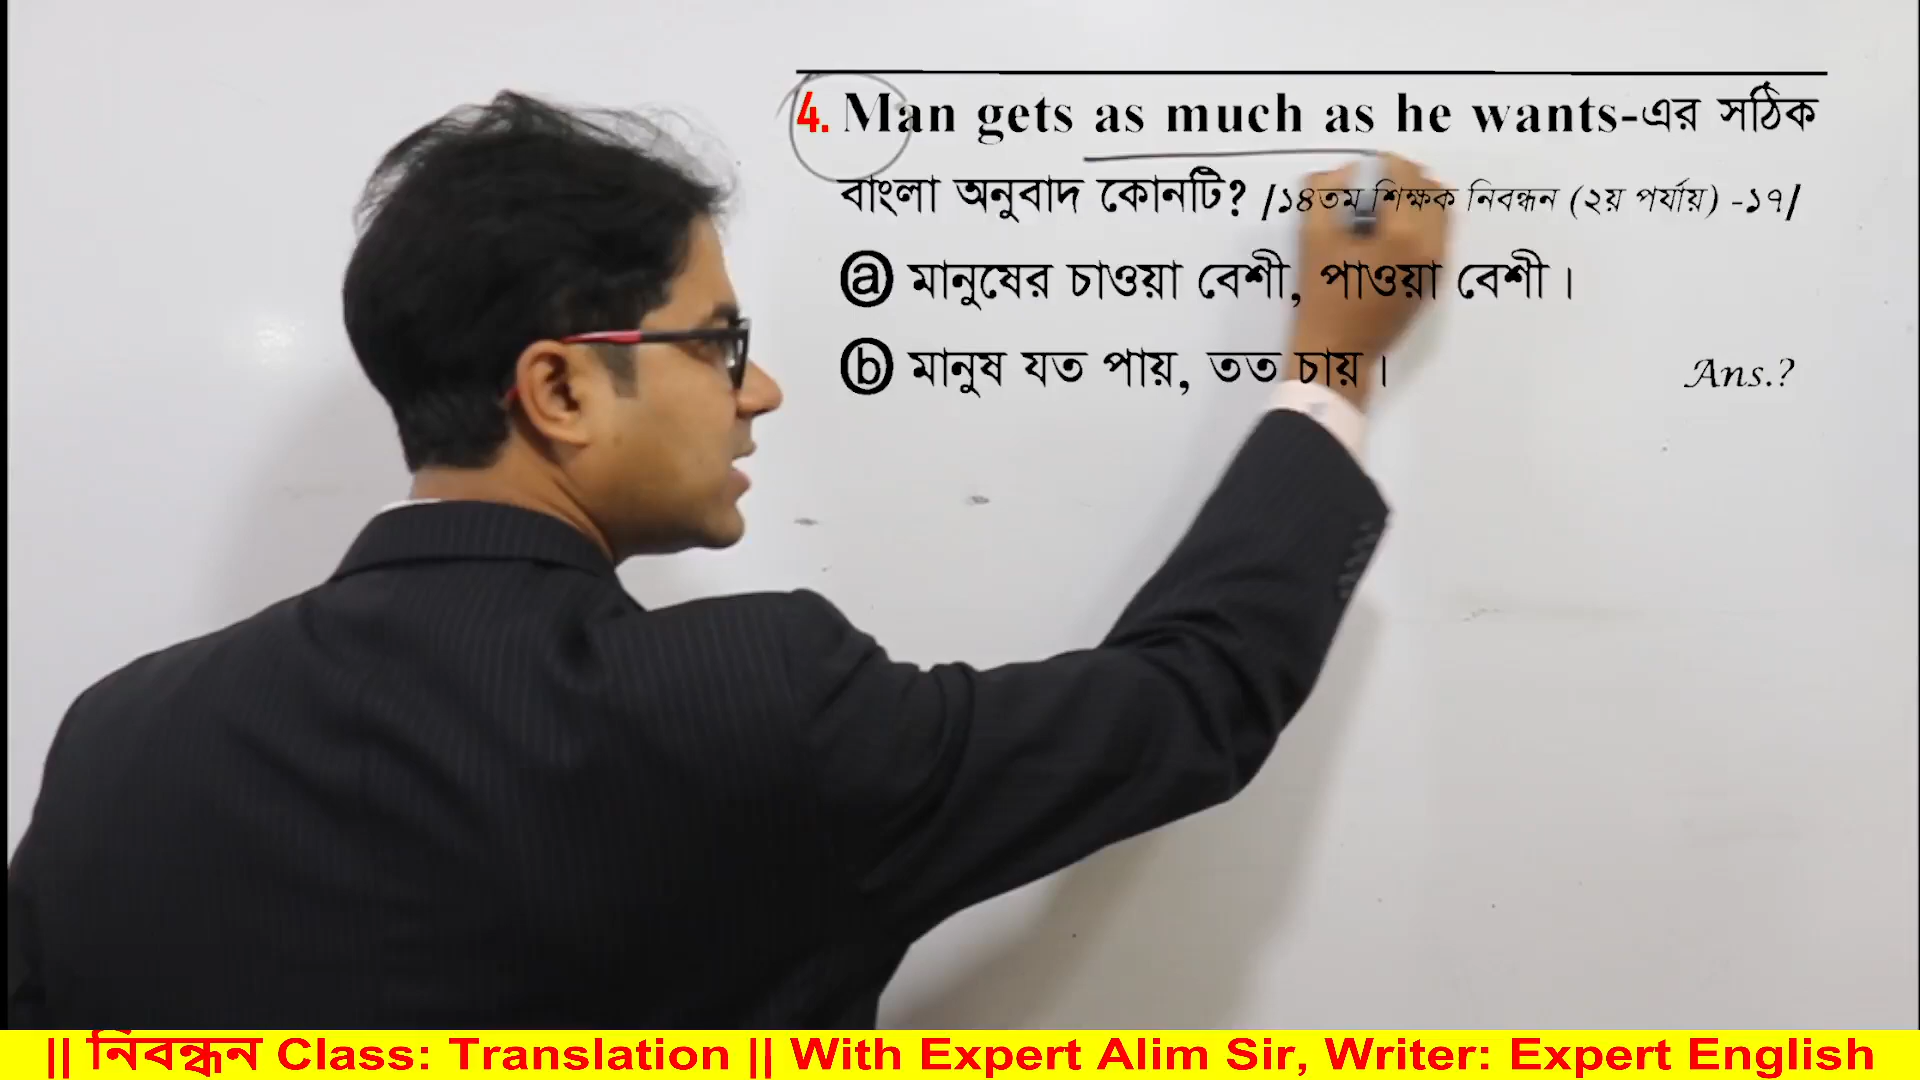 4. Man gets as much as he wants-এর সঠিক
বাংলা অনুবাদ কোনটি? /১৪তম শিক্ষক নিবন্ধন (২য় পর্যায়) -১৭/
ⓐ মানুষের চাওয়া বেশী, পাওয়া বেশী।
ⓑ মানুষ যত পায়, তত চায়।
Ans.?
|| নিবন্ধন Class: Translation || With Expert Alim Sir, Writer: Expert English